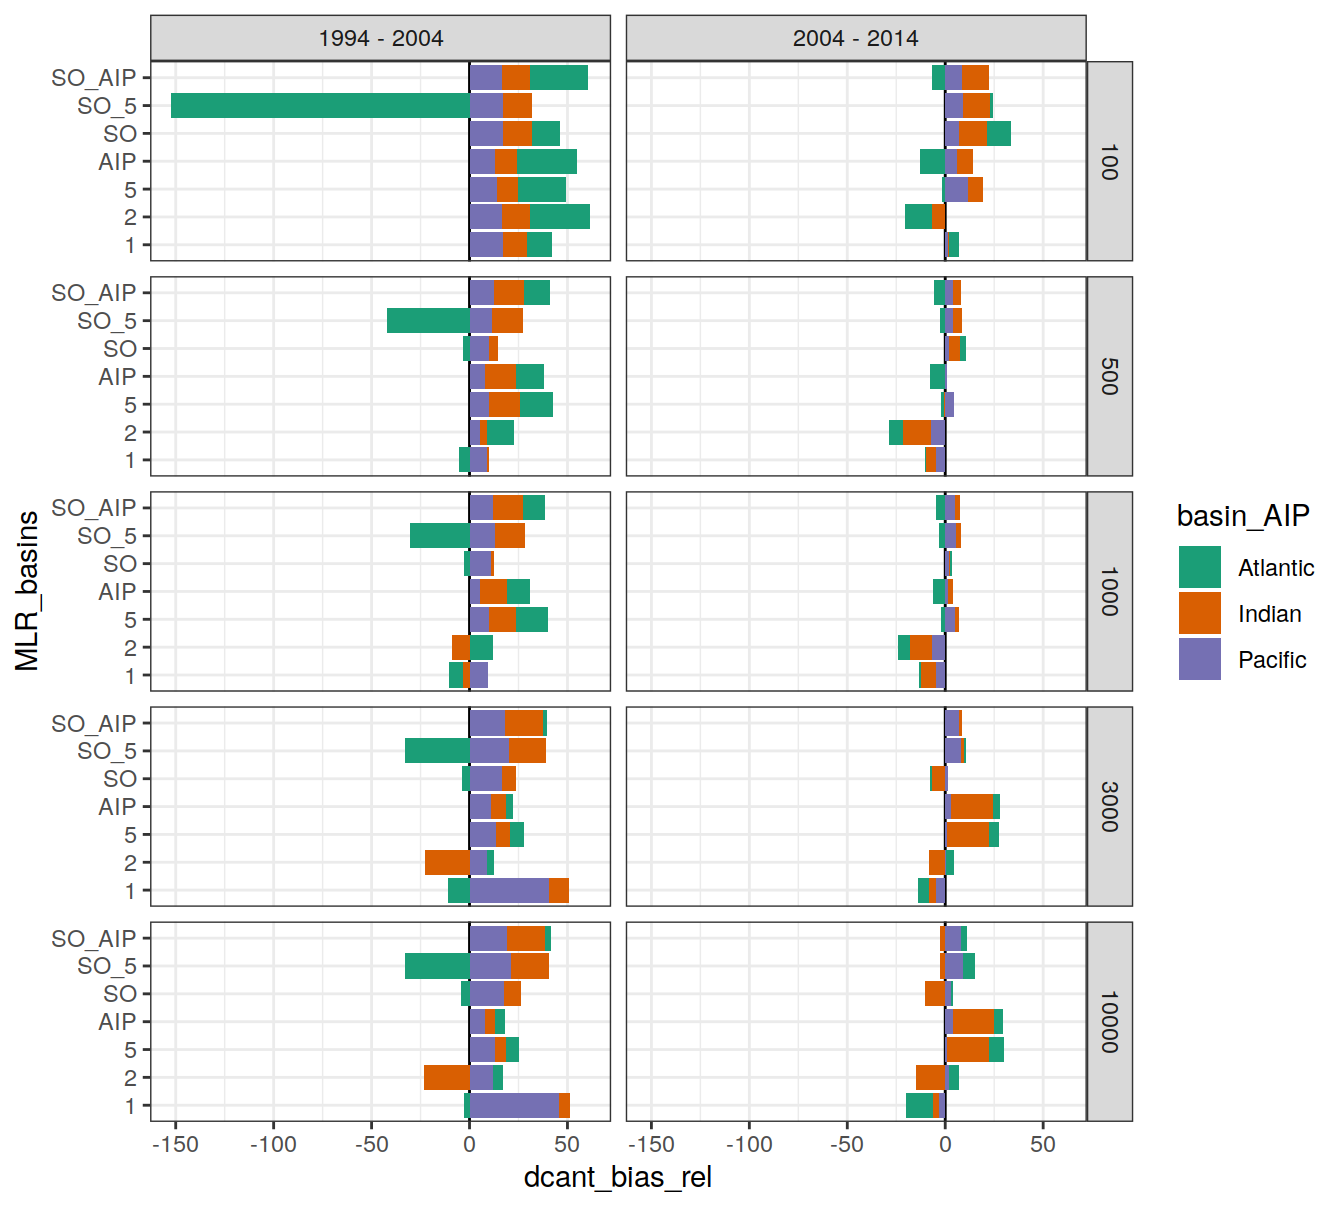 1994 - 2004
2004 - 2014
SO_AIP
SO_5
SO
AIP
5
2
1
100
SO_AIP
SO_5
SO
AIP
5
2
1
500
SO_AIP
SO_5
SO
AIP
5
2
1
1000
SO_AIP
SO_5
SO
AIP
5
2
1
3000
SO_AIP
SO_5
SO
AIP
5
2
1
10000
MLR_basins
-150 -100 -50 0 50
-150 -100 -50 0 50
dcant_bias_rel
basin_AIP
Atlantic
Indian
Pacific